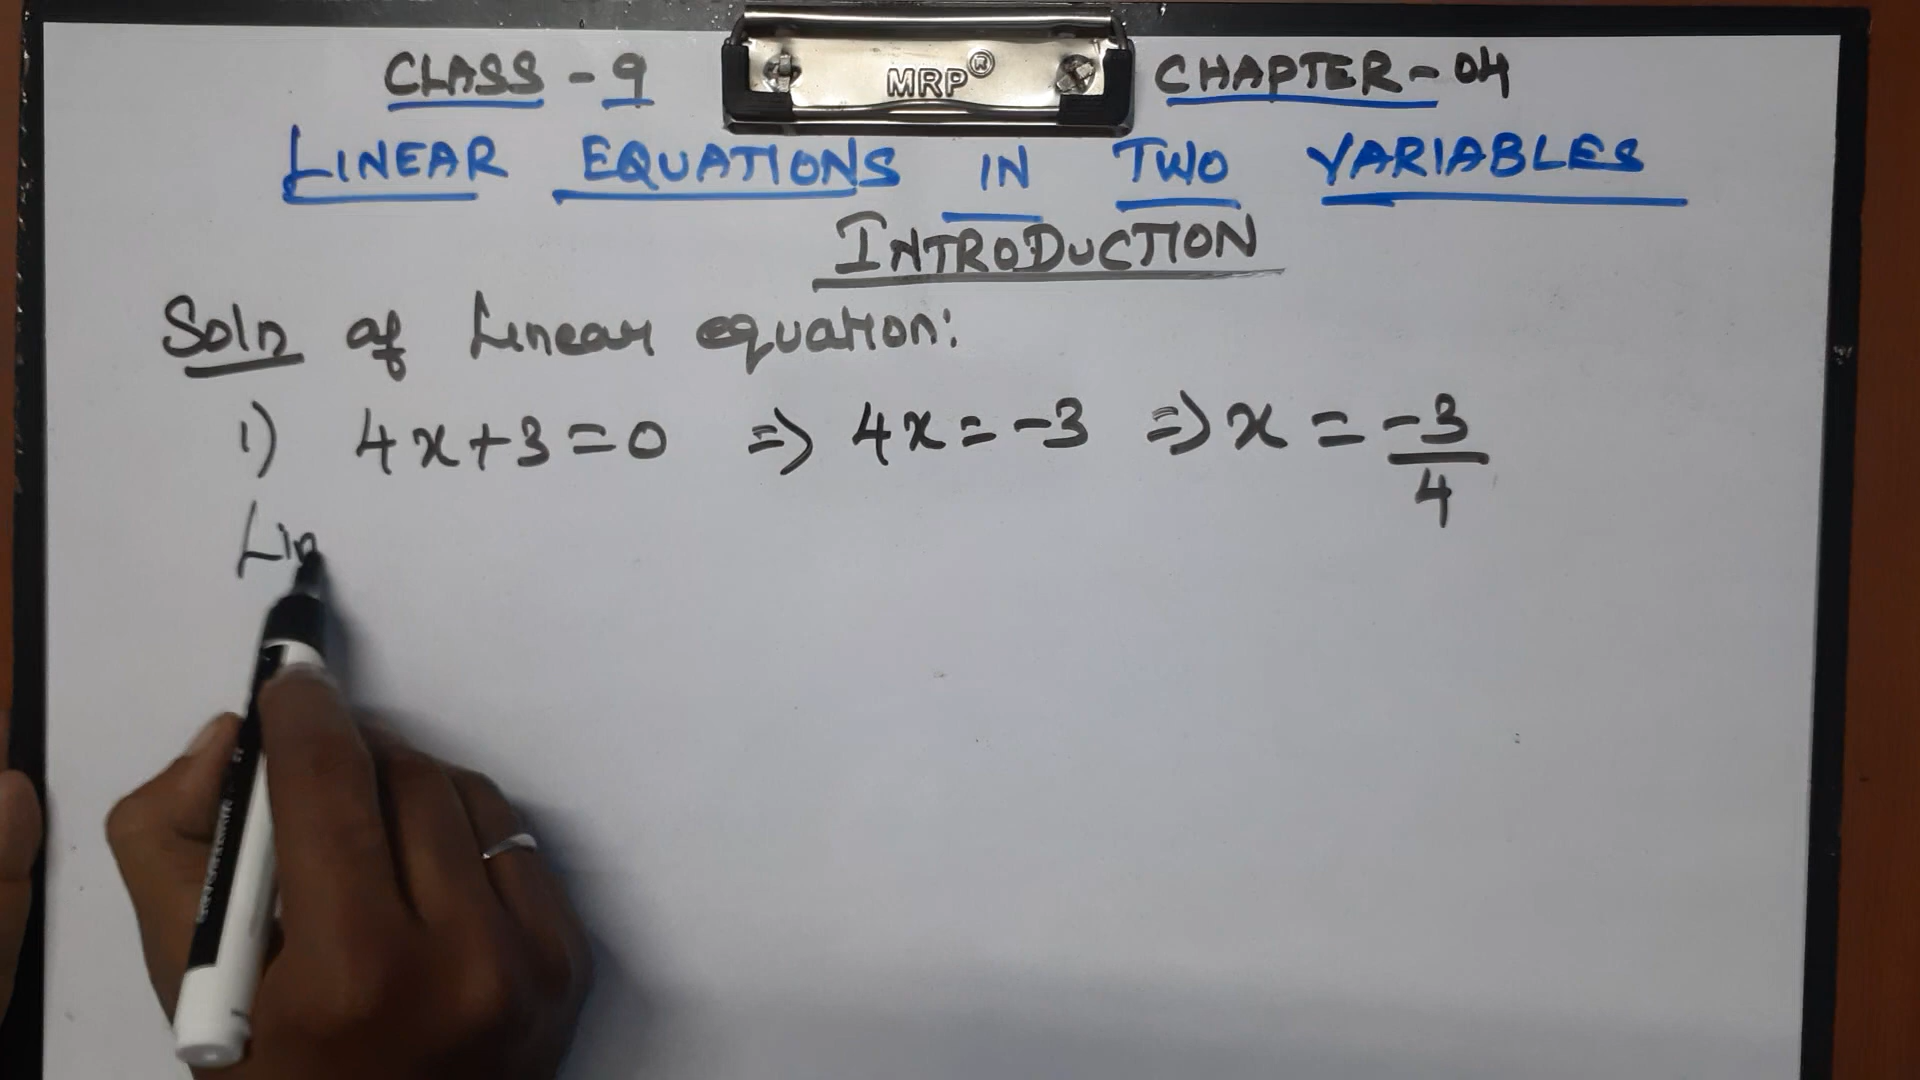 CLASS - 9 MRP® CHAPTER - 04
LINEAR EQUATIONS IN TWO VARIABLES
INTRODUCTION
Soln of Linear equation:
1) 4x+3=0 => 4x=-3 => x = -3/4
Lin